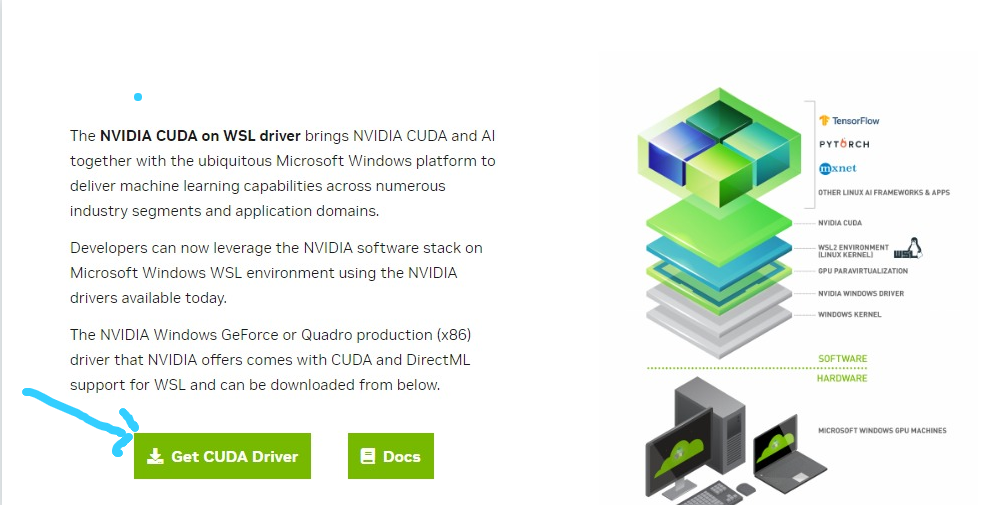 The NVIDIA CUDA on WSL driver brings NVIDIA CUDA and AI
together with the ubiquitous Microsoft Windows platform to
deliver machine learning capabilities across numerous
industry segments and application domains.
Developers can now leverage the NVIDIA software stack on
Microsoft Windows WSL environment using the NVIDIA
drivers available today.
The NVIDIA Windows GeForce or Quadro production (x86)
driver that NVIDIA offers comes with CUDA and DirectML
support for WSL and can be downloaded from below.
Get CUDA Driver
Docs
TensorFlow
PYTORCH
mxnet
OTHER LINUX AI FRAMEWORKS & APPS
NVIDIA CUDA
WSL2 ENVIRONMENT
(LINUX KERNEL)
WSL
GPU PARAVIRTUALIZATION
NVIDIA WINDOWS DRIVER
WINDOWS KERNEL
SOFTWARE
HARDWARE
MICROSOFT WINDOWS GPU MACHINES